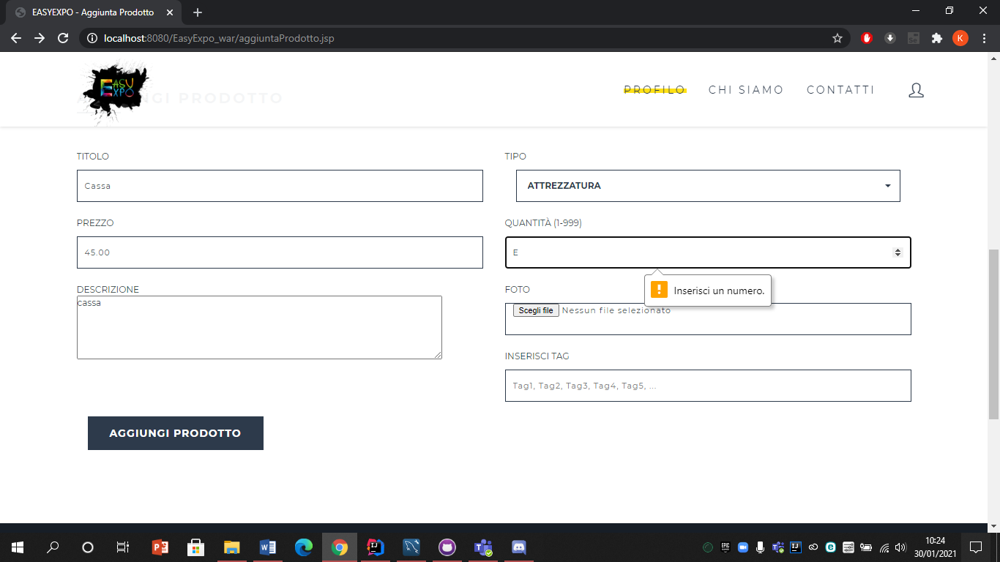 EASYEXPO - Aggiunta Prodotto
localhost:8080/EasyExpo_war/aggiuntaProdotto.jsp
K
EASY
EXPO
AGGIUNGI PRODOTTO
PROFILO CHI SIAMO CONTATTI
TITOLO TIPO
Cassa ATTREZZATURA
PREZZO QUANTITÀ (1-999)
45.00 E
Inserisci un numero.
DESCRIZIONE FOTO
cassa
Scegli file Nessun file selezionato
INSERISCI TAG
Tag1, Tag2, Tag3, Tag4, Tag5, ...
AGGIUNGI PRODOTTO
10:24
30/01/2021